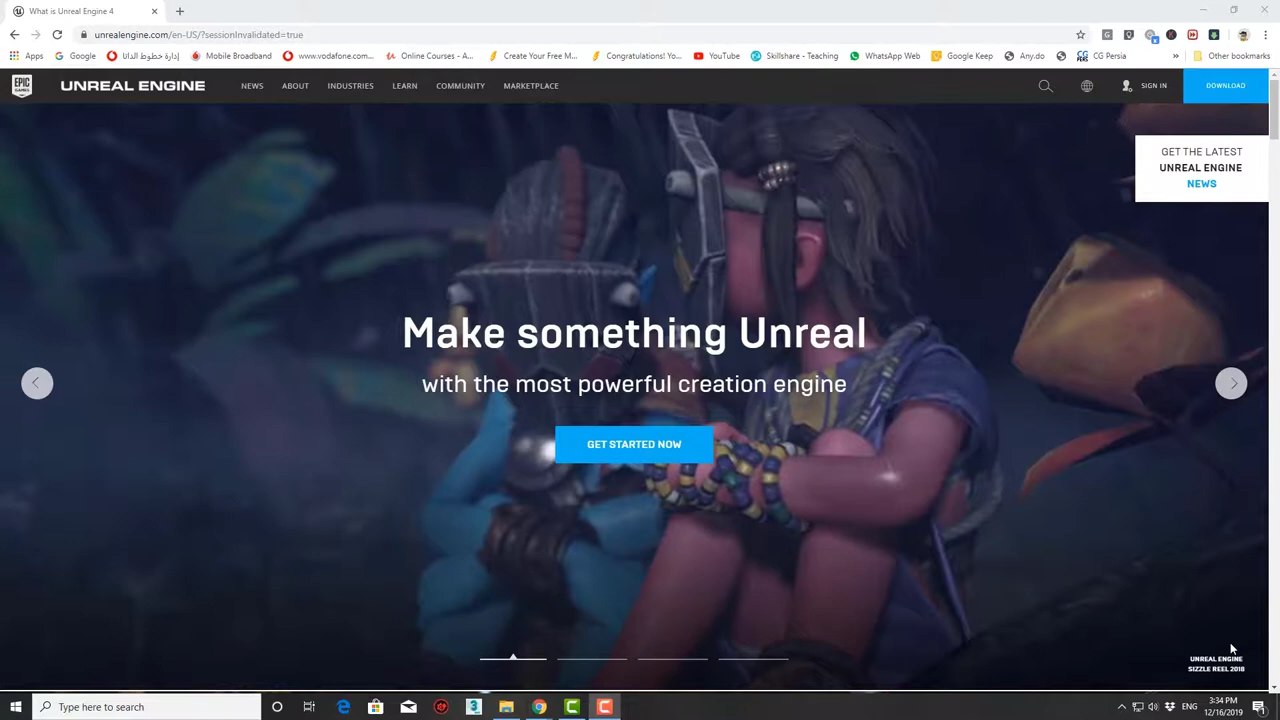 What is Unreal Engine 4
unrealengine.com/en-US/?sessionInvalidated=true
Apps
Google
إدارة خطوط الدانا
Mobile Broadband
www.vodafone.com...
Online Courses - A...
Create Your Free M...
Congratulations! Yo...
YouTube
Skillshare - Teaching
WhatsApp Web
Google Keep
Any.do
CG Persia
»
Other bookmarks
EPIC GAMES
UNREAL ENGINE
NEWS
ABOUT
INDUSTRIES
LEARN
COMMUNITY
MARKETPLACE
SIGN IN
DOWNLOAD
GET THE LATEST
UNREAL ENGINE
NEWS
Make something Unreal
with the most powerful creation engine
GET STARTED NOW
UNREAL ENGINE
SIZZLE REEL 2018
Type here to search
ENG
3:34 PM
12/16/2019